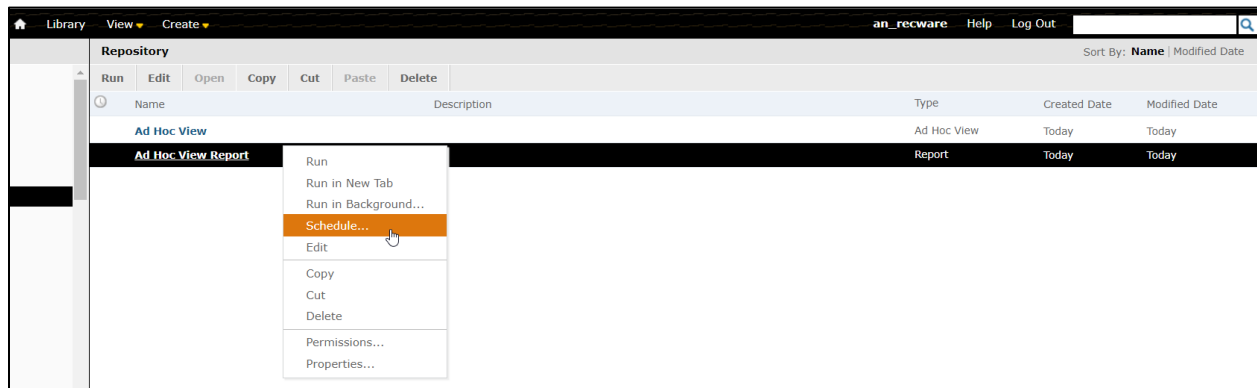 Library View Create an_recware Help Log Out
Repository Sort By: Name | Modified Date
Run Edit Open Copy Cut Paste Delete
Name Description Type Created Date Modified Date
Ad Hoc View Ad Hoc View Today Today
Ad Hoc View Report Report Today Today
Run
Run in New Tab
Run in Background...
Schedule...
Edit
Copy
Cut
Delete
Permissions...
Properties...